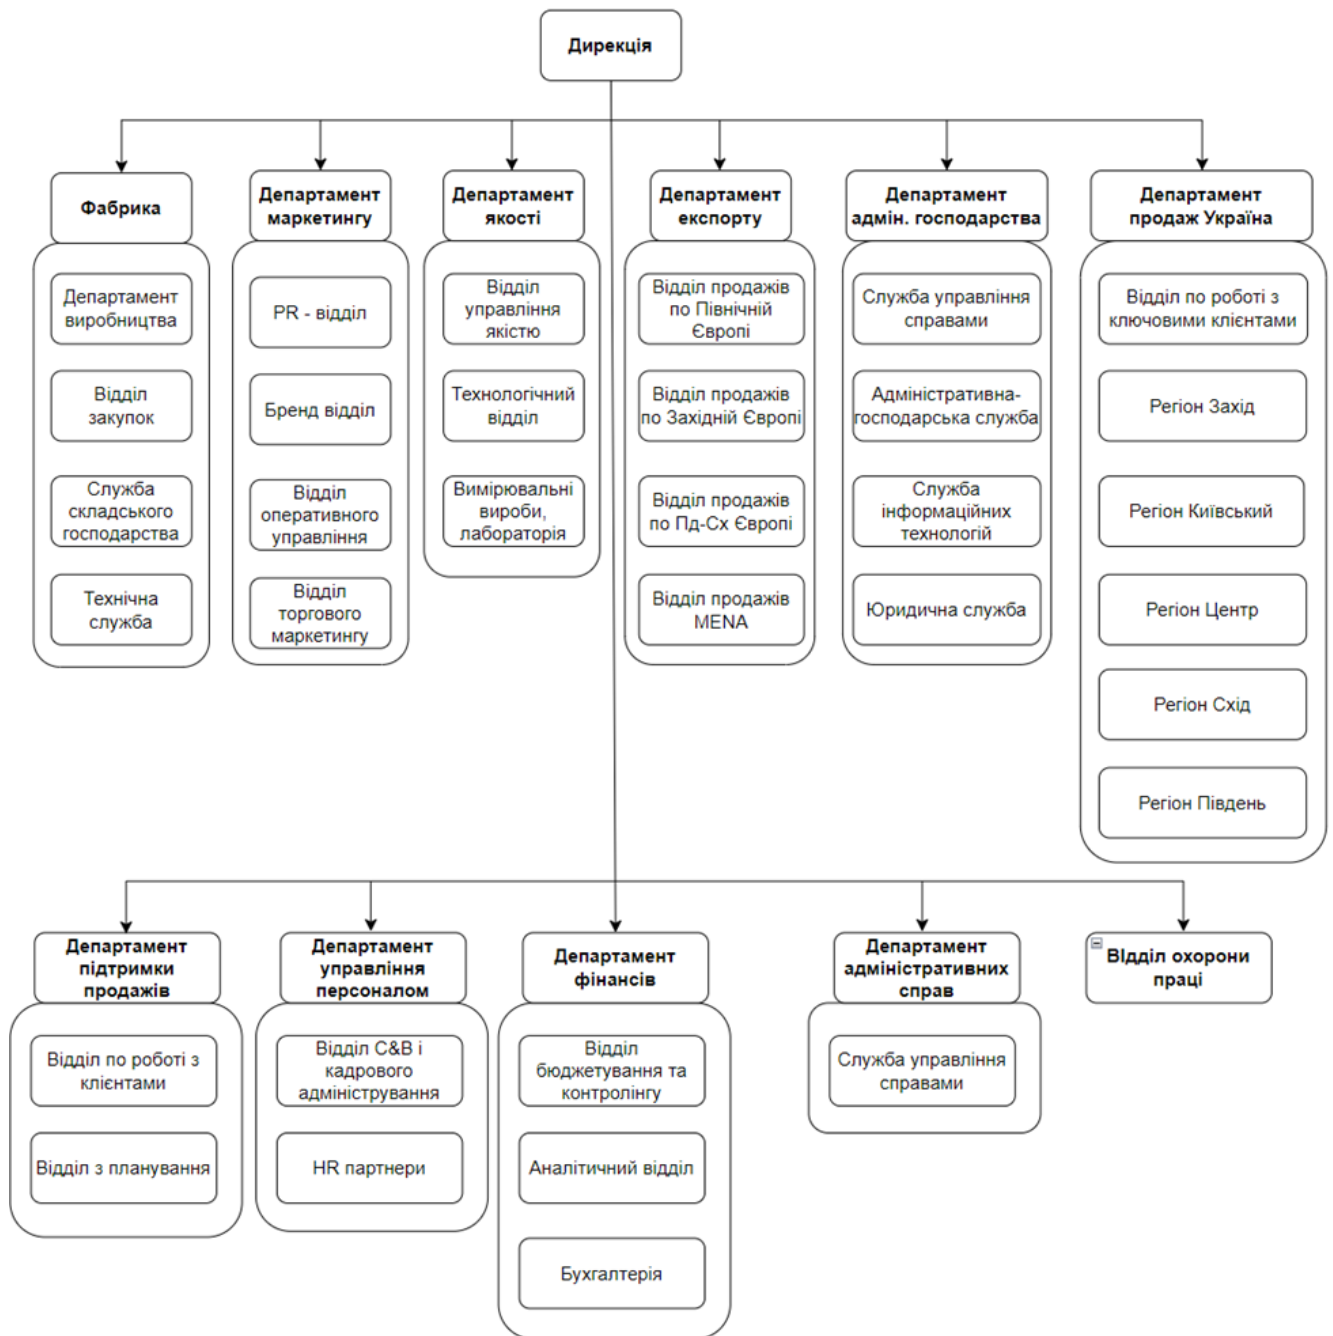 Дирекція
Фабрика
Департамент
маркетингу
Департамент
якості
Департамент
експорту
Департамент
адмін. господарства
Департамент
продаж Україна
Департамент
виробництва
Відділ
закупок
Служба
складського
господарства
Технічна
служба
PR - відділ
Бренд відділ
Відділ
оперативного
управління
Відділ
торгового
маркетингу
Відділ
управління
якістю
Технологічний
відділ
Вимірювальні
вироби,
лабораторія
Відділ продажів
по Північній
Європі
Відділ продажів
по Західній Європі
Відділ продажів
по Пд-Сх Європі
Відділ продажів
MENA
Служба управління
справами
Адміністративна-
господарська служба
Служба
інформаційних
технологій
Юридична служба
Відділ по роботі з
ключовими клієнтами
Регіон Захід
Регіон Київський
Регіон Центр
Регіон Схід
Регіон Південь
Департамент
підтримки
продажів
Департамент
управління
персоналом
Департамент
фінансів
Департамент
адміністративних
справ
ВІдділ охорони
праці
Відділ по роботі з
клієнтами
Відділ з планування
Відділ C&B і
кадрового
адміністрування
HR партнери
Відділ
бюджетування та
контролінгу
Аналітичний відділ
Бухгалтерія
Служба управління
справами